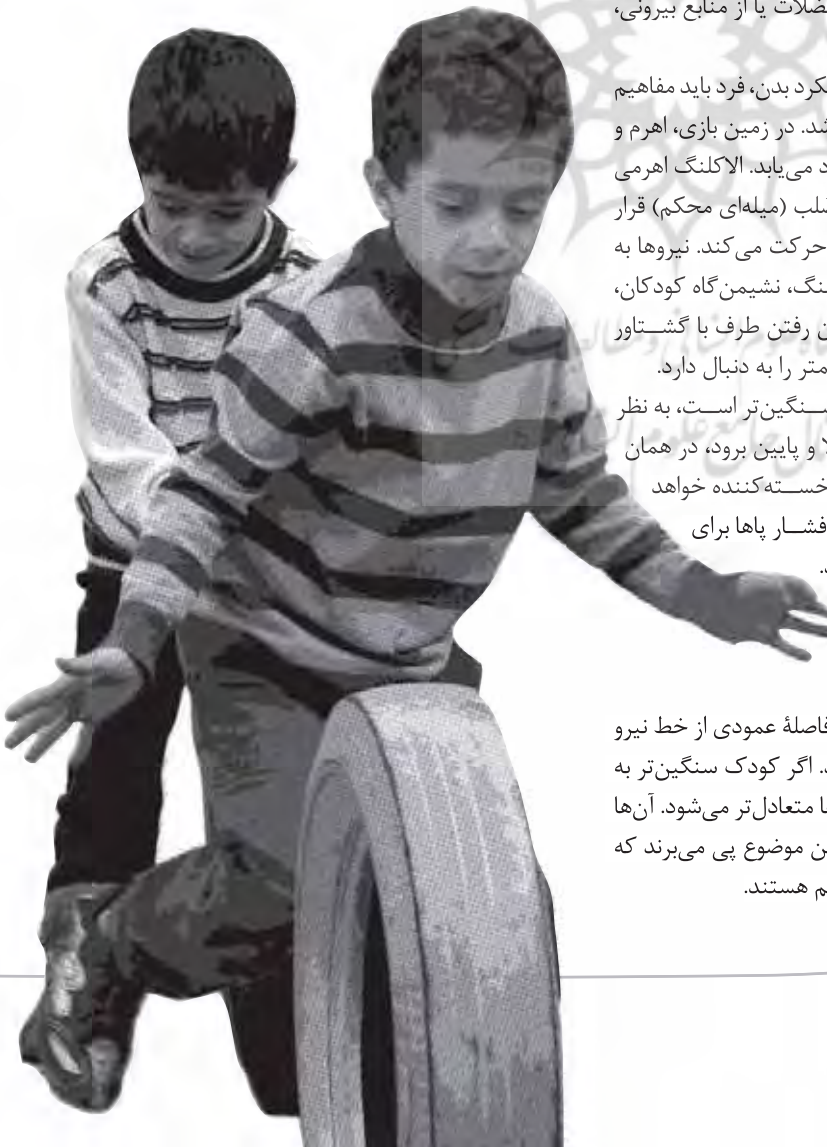 ضلات یا از منابع بیرونی،
کرد بدن، فرد باید مفاهیم
شد. در زمین بازی، اهرم و
د می‌یابد. الاکلنگ اهرمی
لب (میله‌ای محکم) قرار
حرکت می‌کند. نیروها به
نگ، نشیمن‌گاه کودکان،
ن رفتن طرف با گشتاور
متر را به دنبال دارد.
سنگین‌تر است، به نظر
لا و پایین برود، در همان
خسته‌کننده خواهد
فشار پاها برای
فاصلهٔ عمودی از خط نیرو
د. اگر کودک سنگین‌تر به
ا متعادل‌تر می‌شود. آن‌ها
ن موضوع پی می‌برند که
م هستند.